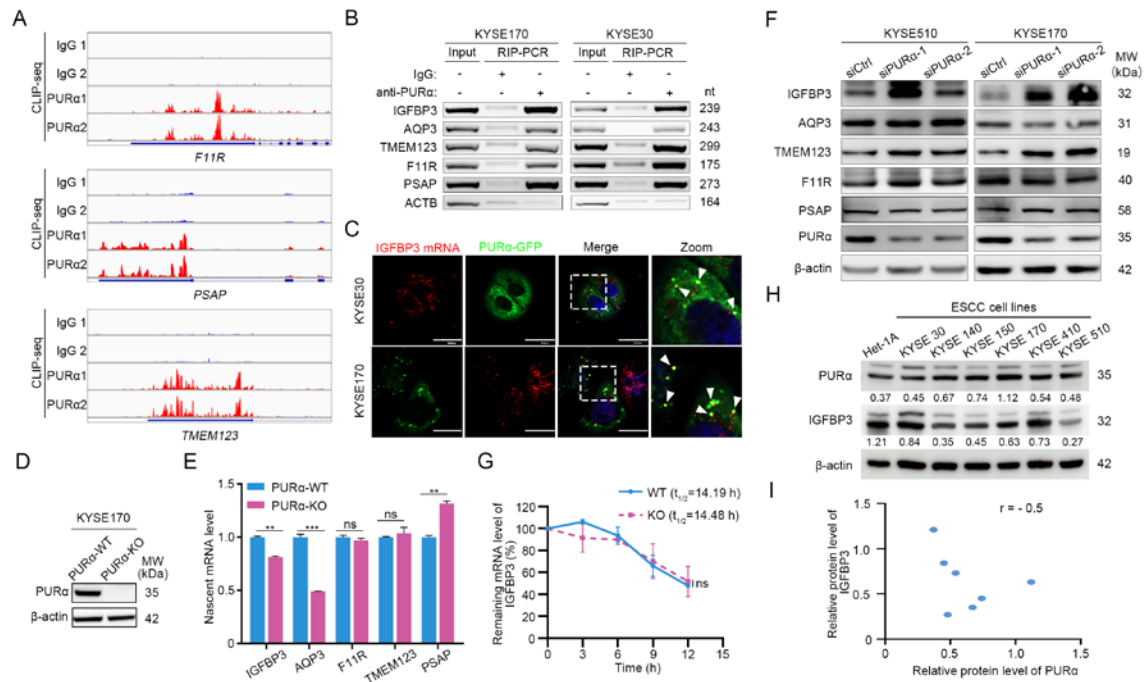 A
CLIP-seq
IgG 1
IgG 2
PURα1
PURα2
F11R
CLIP-seq
IgG 1
IgG 2
PURα1
PURα2
PSAP
CLIP-seq
IgG 1
IgG 2
PURα1
PURα2
TMEM123
B
KYSE170 KYSE30
Input RIP-PCR Input RIP-PCR
IgG: - + - - + -
anti-PURα: - - + - - + nt
IGFBP3 239
AQP3 243
TMEM123 299
F11R 175
PSAP 273
ACTB 164
C
IGFBP3 mRNA PURα-GFP Merge Zoom
KYSE30
KYSE170
D
KYSE170
PURα-WT PURα-KO MW
(kDa)
PURα 35
β-actin 42
E
PURα-WT
PURα-KO
Nascent mRNA level
1.5
1.0
0.5
0.0
** *** ns ns **
IGFBP3 AQP3 F11R TMEM123 PSAP
F
KYSE510 KYSE170
siCtrl siPURα-1 siPURα-2 siCtrl siPURα-1 siPURα-2 MW
(kDa)
IGFBP3 32
AQP3 31
TMEM123 19
F11R 40
PSAP 58
PURα 35
β-actin 42
G
WT (t1/2=14.19 h)
KO (t1/2=14.48 h)
Remaining mRNA level of
IGFBP3 (%)
120
100
80
60
40
20
0
ns
0 3 6 9 12 15
Time (h)
H
ESCC cell lines
Het-1A KYSE 30 KYSE 140 KYSE 150 KYSE 170 KYSE 410 KYSE 510
PURα 35
0.37 0.45 0.67 0.74 1.12 0.54 0.48
IGFBP3 32
1.21 0.84 0.35 0.45 0.63 0.73 0.27
β-actin 42
I
r = - 0.5
Relative protein level of
IGFBP3
1.5
1.0
0.5
0.0
0.0 0.5 1.0 1.5
Relative protein level of PURα